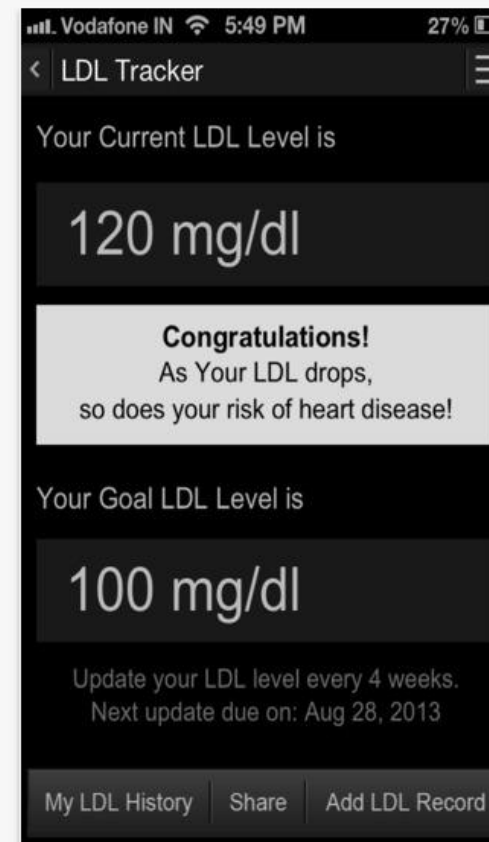 Vodafone IN 5:49 PM 27%
LDL Tracker
Your Current LDL Level is
120 mg/dl
Congratulations!
As Your LDL drops,
so does your risk of heart disease!
Your Goal LDL Level is
100 mg/dl
Update your LDL level every 4 weeks.
Next update due on: Aug 28, 2013
My LDL History Share Add LDL Record